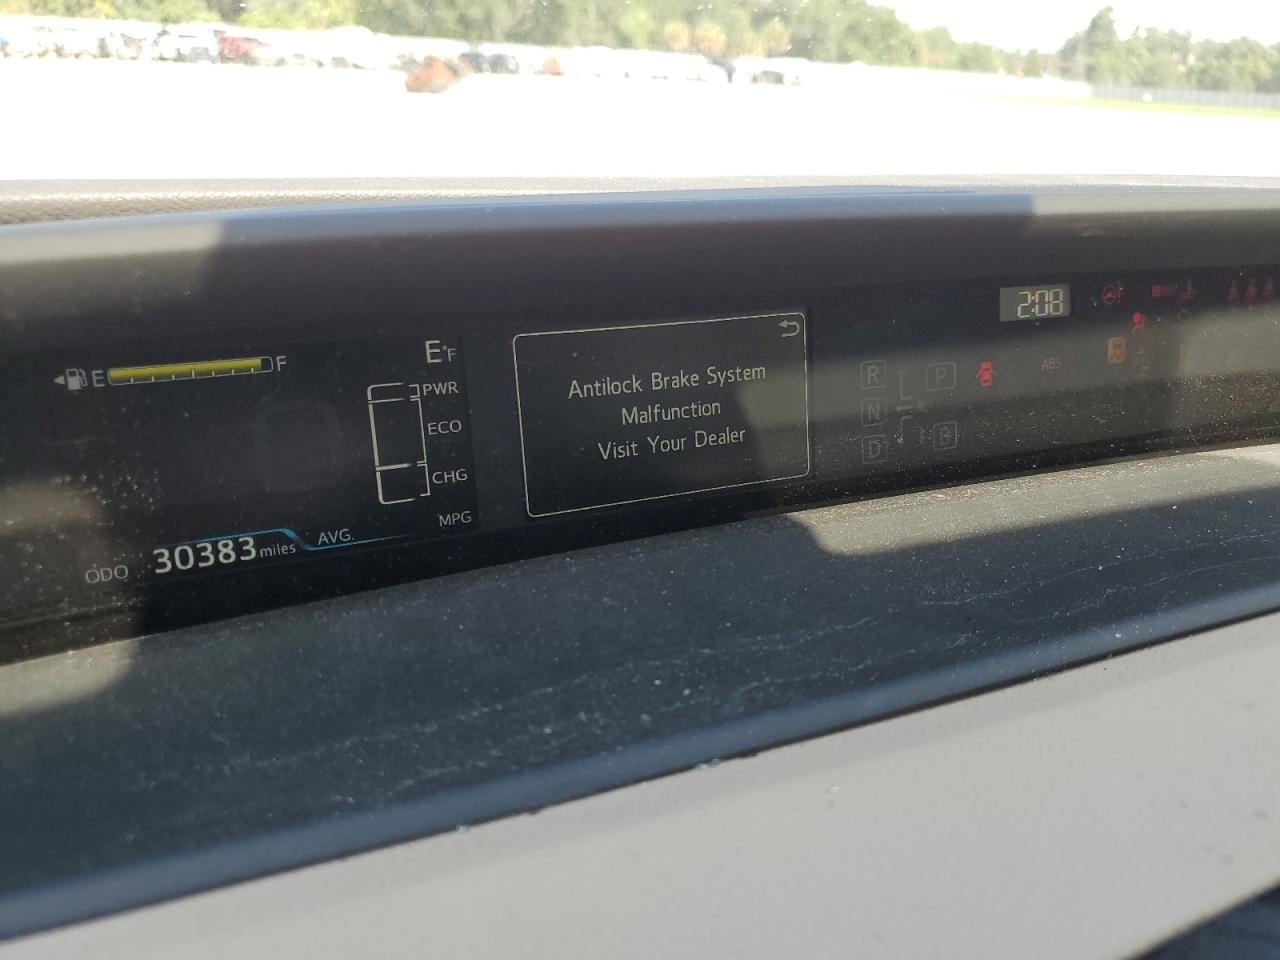 E F
E°F
PWR
ECO
CHG
MPG
ODO 30383 miles AVG.
Antilock Brake System
Malfunction
Visit Your Dealer
2:08
R P
N
D B
ABS